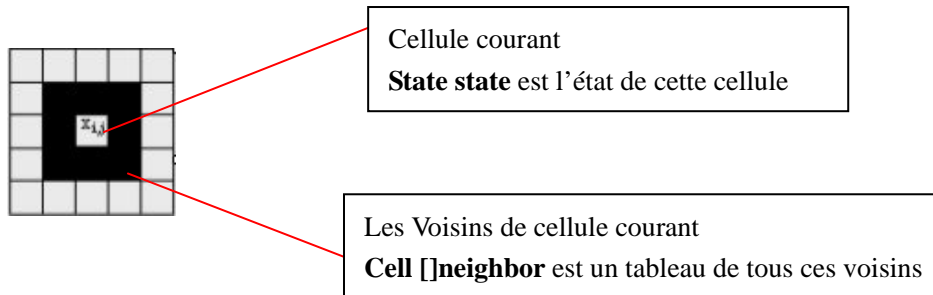 Cellule courant
State state est l’état de cette cellule
x i,j
Les Voisins de cellule courant
Cell []neighbor est un tableau de tous ces voisins